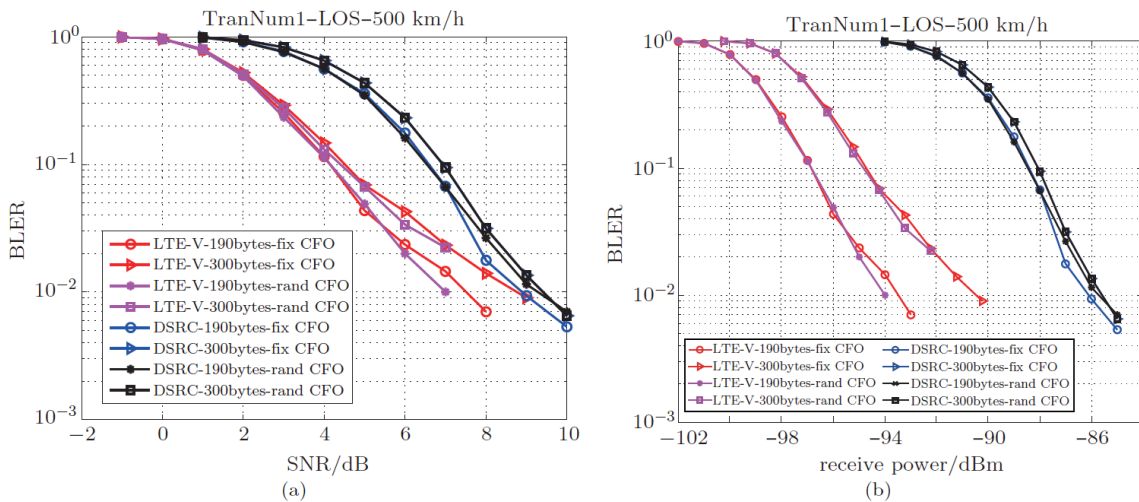 TranNum1-LOS-500 km/h
10^0
10^-1
10^-2
10^-3
BLER
LTE-V-190bytes-fix CFO
LTE-V-300bytes-fix CFO
LTE-V-190bytes-rand CFO
LTE-V-300bytes-rand CFO
DSRC-190bytes-fix CFO
DSRC-300bytes-fix CFO
DSRC-190bytes-rand CFO
DSRC-300bytes-rand CFO
−2 0 2 4 6 8 10
SNR/dB
(a)
TranNum1-LOS-500 km/h
10^0
10^-1
10^-2
10^-3
BLER
LTE-V-190bytes-fix CFO
LTE-V-300bytes-fix CFO
LTE-V-190bytes-rand CFO
LTE-V-300bytes-rand CFO
DSRC-190bytes-fix CFO
DSRC-300bytes-fix CFO
DSRC-190bytes-rand CFO
DSRC-300bytes-rand CFO
−102 −98 −94 −90 −86
receive power/dBm
(b)